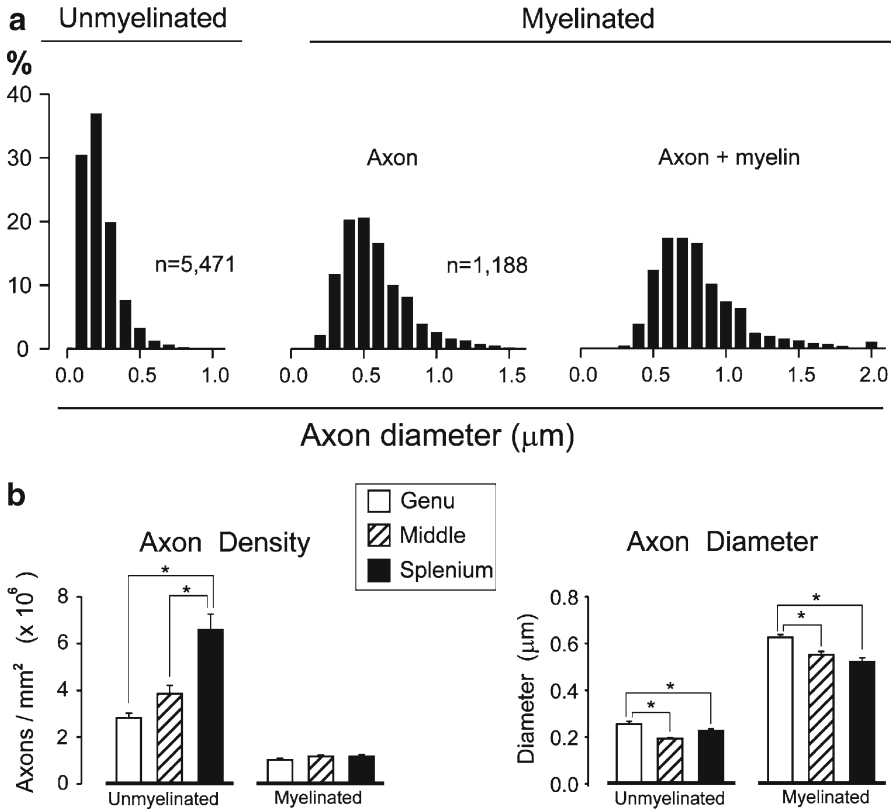 a Unmyelinated Myelinated
%
40
30
20
10
0
n=5,471
Axon
n=1,188
Axon + myelin
0.0 0.5 1.0
0.0 0.5 1.0 1.5
0.0 0.5 1.0 1.5 2.0
Axon diameter (μm)
b
Genu
Middle
Splenium
Axon Density
Axons / mm² (x 10⁶)
8
6
4
2
0
* *
Unmyelinated Myelinated
Axon Diameter
Diameter (μm)
0.8
0.6
0.4
0.2
0.0
* * * *
Unmyelinated Myelinated